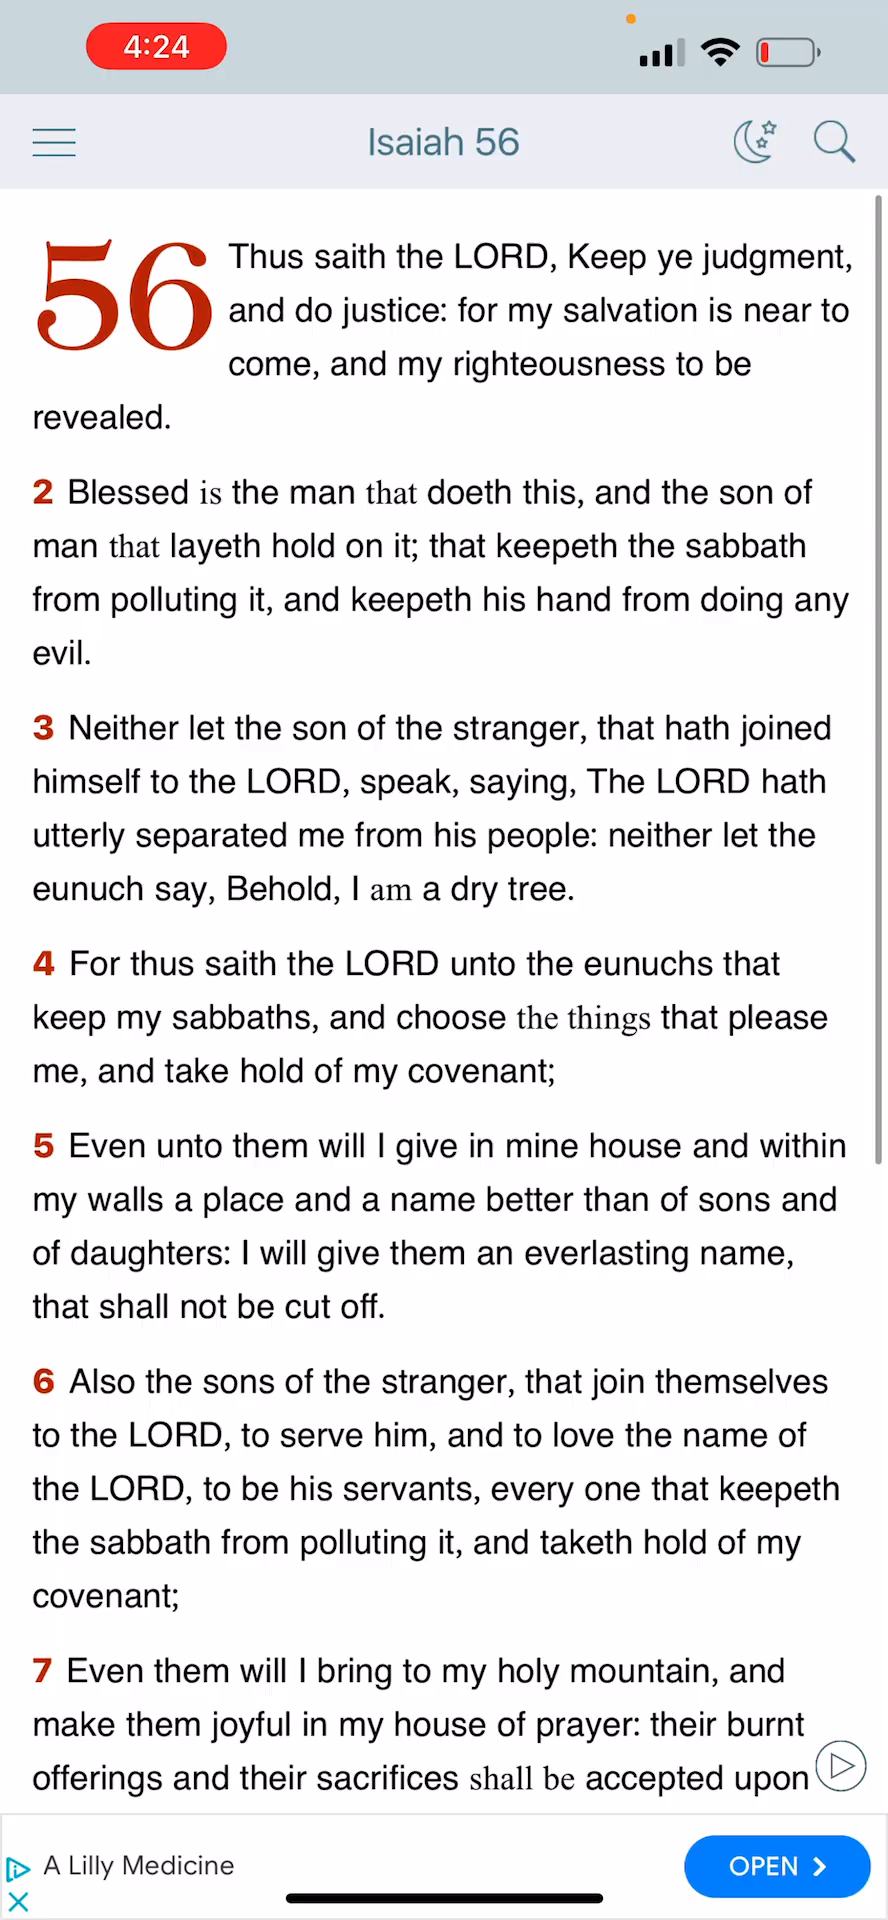 4:24
Isaiah 56
56 Thus saith the LORD, Keep ye judgment,
and do justice: for my salvation is near to
come, and my righteousness to be
revealed.
2 Blessed is the man that doeth this, and the son of
man that layeth hold on it; that keepeth the sabbath
from polluting it, and keepeth his hand from doing any
evil.
3 Neither let the son of the stranger, that hath joined
himself to the LORD, speak, saying, The LORD hath
utterly separated me from his people: neither let the
eunuch say, Behold, I am a dry tree.
4 For thus saith the LORD unto the eunuchs that
keep my sabbaths, and choose the things that please
me, and take hold of my covenant;
5 Even unto them will I give in mine house and within
my walls a place and a name better than of sons and
of daughters: I will give them an everlasting name,
that shall not be cut off.
6 Also the sons of the stranger, that join themselves
to the LORD, to serve him, and to love the name of
the LORD, to be his servants, every one that keepeth
the sabbath from polluting it, and taketh hold of my
covenant;
7 Even them will I bring to my holy mountain, and
make them joyful in my house of prayer: their burnt
offerings and their sacrifices shall be accepted upon
A Lilly Medicine
OPEN